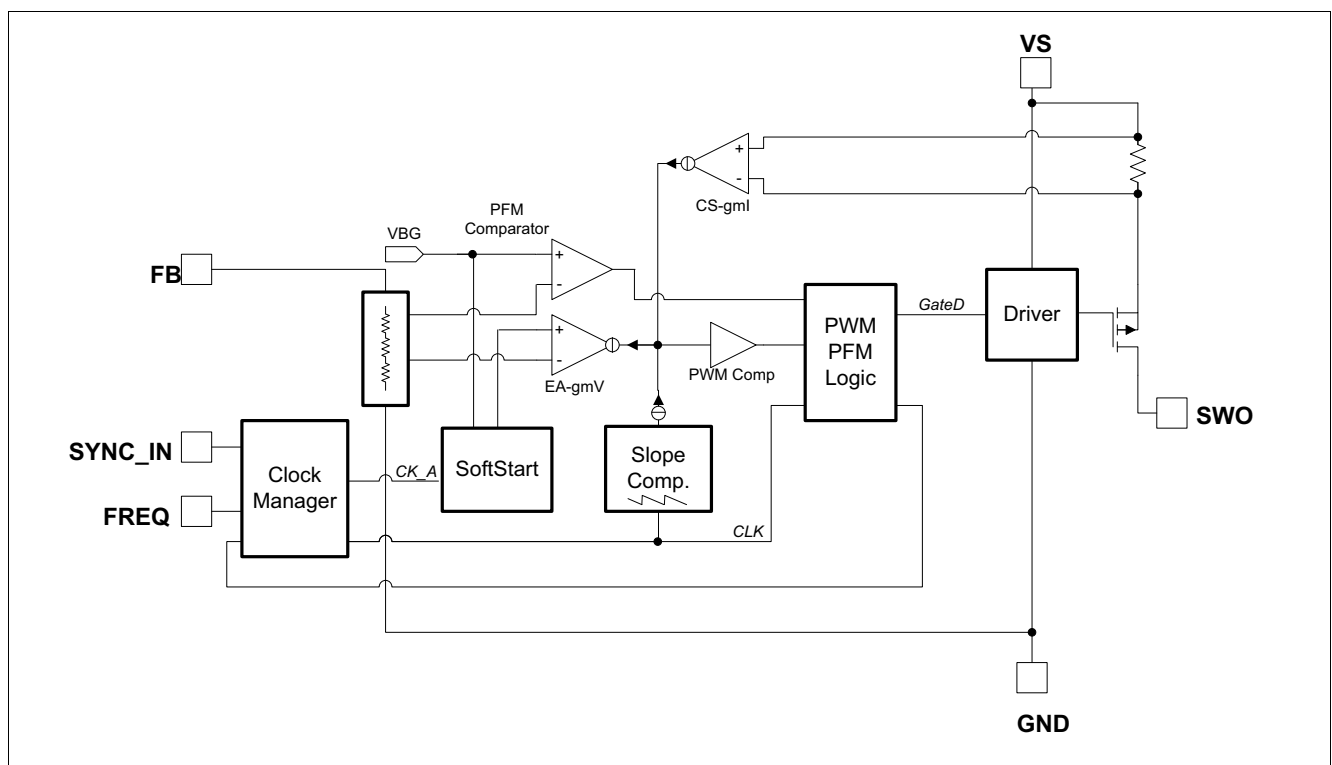 VS
+
-
CS-gmI
PFM
Comparator
VBG
+
-
FB
+
-
EA-gmV
PWM Comp
PWM
PFM
Logic
GateD
Driver
SWO
SYNC_IN
FREQ
Clock
Manager
CK_A
SoftStart
Slope
Comp.
CLK
GND